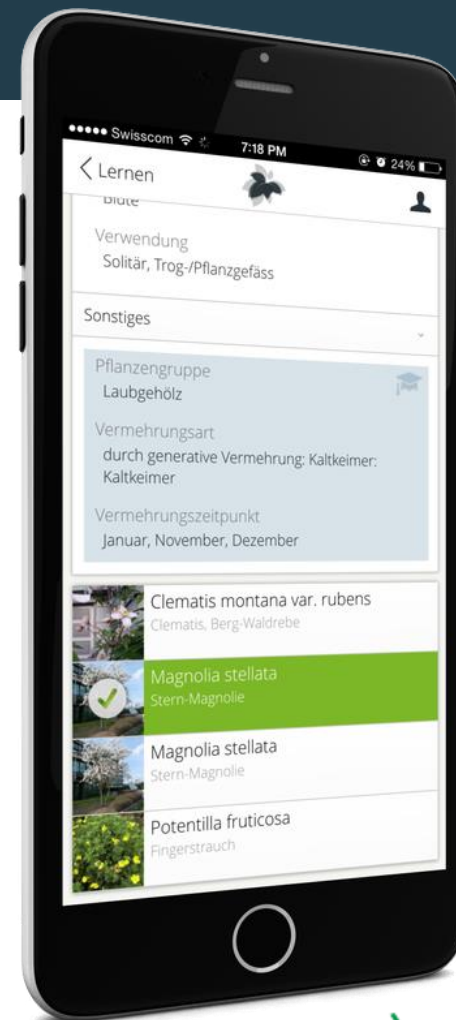 Swisscom 7:18 PM 24%
Lernen
Blüte
Verwendung
Solitär, Trog-/Pflanzgefäss
Sonstiges
Pflanzengruppe
Laubgehölz
Vermehrungsart
durch generative Vermehrung: Kaltkeimer:
Kaltkeimer
Vermehrungszeitpunkt
Januar, November, Dezember
Clematis montana var. rubens
Clematis, Berg-Waldrebe
Magnolia stellata
Stern-Magnolie
Magnolia stellata
Stern-Magnolie
Potentilla fruticosa
Fingerstrauch